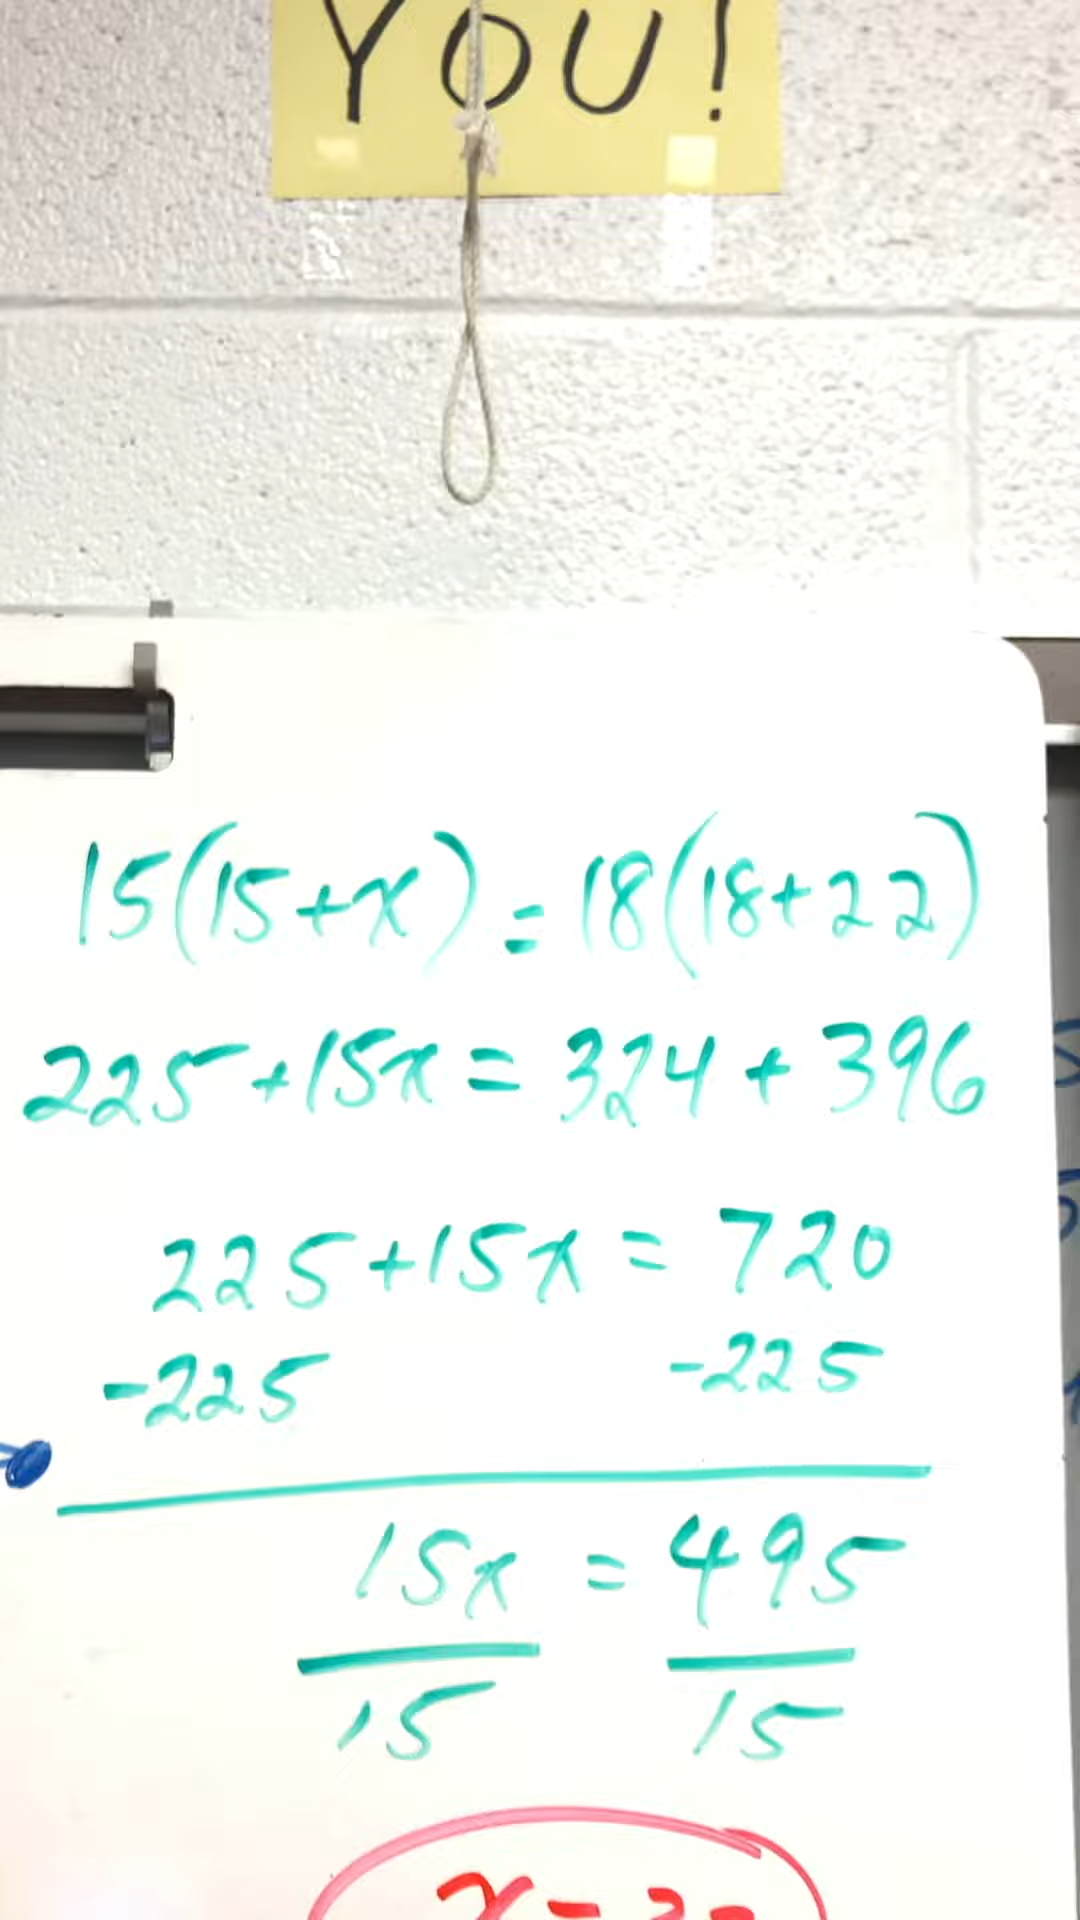 YOU!
15(15+x)=18(18+22)
225+15x=324+396
225+15x=720
-225 -225
15x=495
15 15
x=